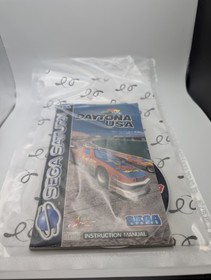 DAYTONA
USA
SEGA SATURN
SEGA
INSTRUCTION MANUAL